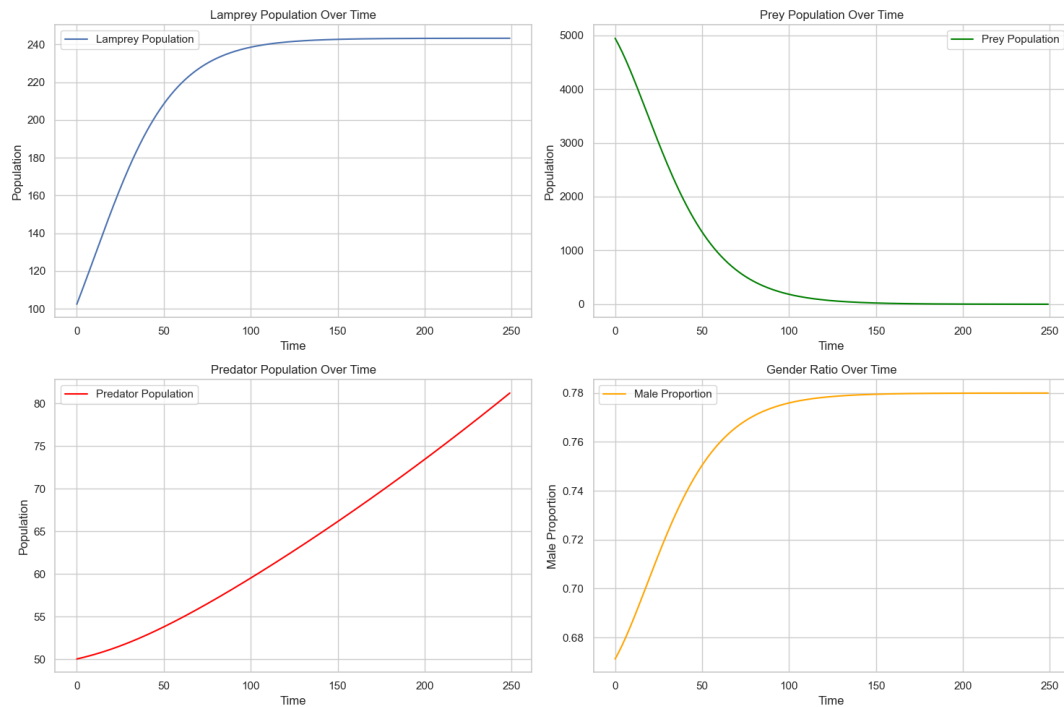 Lamprey Population Over Time
Lamprey Population
Population
240
220
200
180
160
140
120
100
0 50 100 150 200 250
Time
Prey Population Over Time
Prey Population
Population
5000
4000
3000
2000
1000
0
0 50 100 150 200 250
Time
Predator Population Over Time
Predator Population
Population
80
75
70
65
60
55
50
0 50 100 150 200 250
Time
Gender Ratio Over Time
Male Proportion
Male Proportion
0.78
0.76
0.74
0.72
0.70
0.68
0 50 100 150 200 250
Time